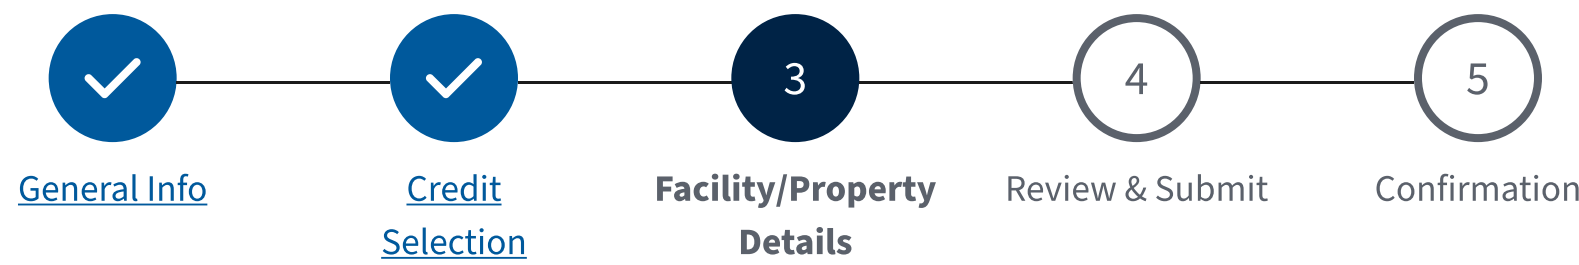 3
4
5
General Info
Credit
Selection
Facility/Property
Details
Review & Submit
Confirmation